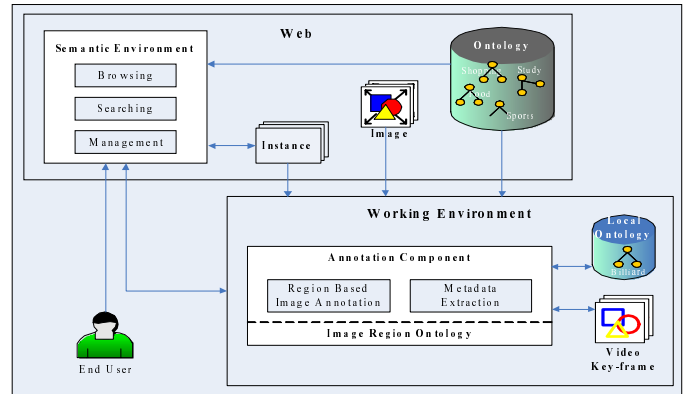 Web
Semantic Environment
Browsing
Searching
Management
Instance
Image
Ontology
Study
Sports
Working Environment
Annotation Component
Region Based
Image Annotation
Metadata
Extraction
Image Region Ontology
Local
Ontology
Billiard
Video
Key-frame
End User